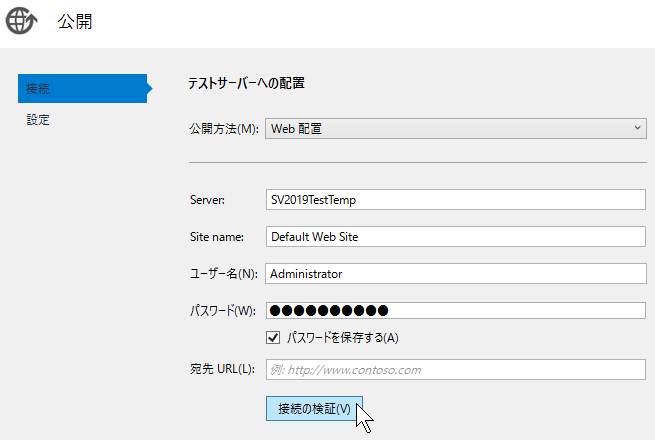 公開
接続
設定
テストサーバーへの配置
公開方法(M): Web 配置
Server: SV2019TestTemp
Site name: Default Web Site
ユーザー名(N): Administrator
パスワード(W): ●●●●●●●●●●
パスワードを保存する(A)
宛先 URL(L): 例: http://www.contoso.com
接続の検証(V)